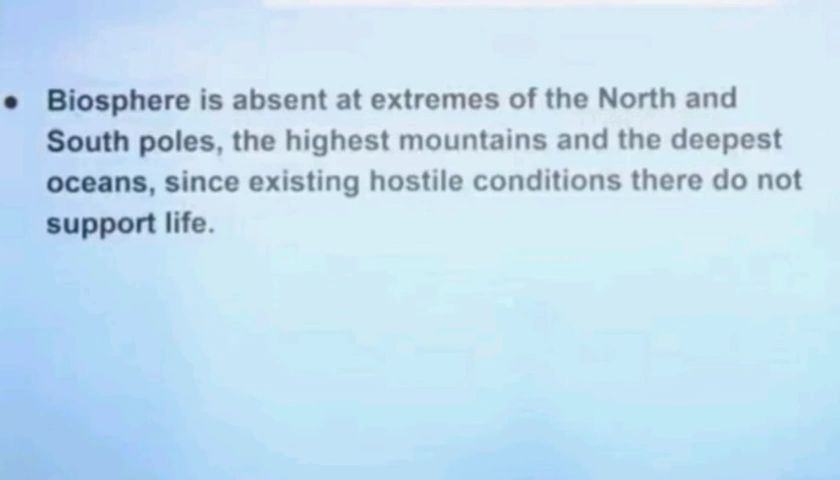 • Biosphere is absent at extremes of the North and
South poles, the highest mountains and the deepest
oceans, since existing hostile conditions there do not
support life.